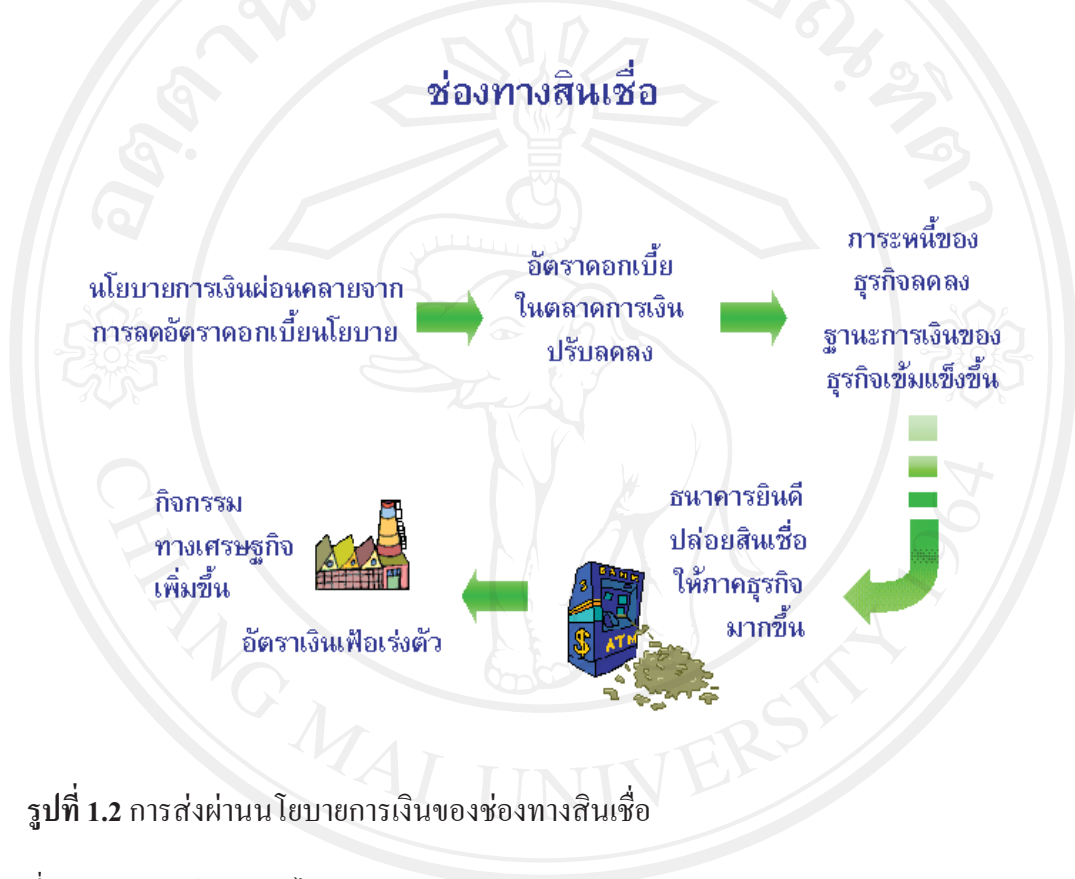 ช่องทางสินเชื่อ
นโยบายการเงินผ่อนคลายจาก
การลดอัตราดอกเบี้ยนโยบาย
อัตราดอกเบี้ย
ในตลาดการเงิน
ปรับลดลง
ภาระหนี้ของ
ธุรกิจลดลง
ฐานะการเงินของ
ธุรกิจเข้มแข็งขึ้น
ธนาคารยินดี
ปล่อยสินเชื่อ
ให้ภาคธุรกิจ
มากขึ้น
BANK
$
ATM
กิจกรรม
ทางเศรษฐกิจ
เพิ่มขึ้น
อัตราเงินเฟ้อเร่งตัว
CHIANG MAI UNIVERSITY 1964
รูปที่ 1.2 การส่งผ่านนโยบายการเงินของช่องทางสินเชื่อ